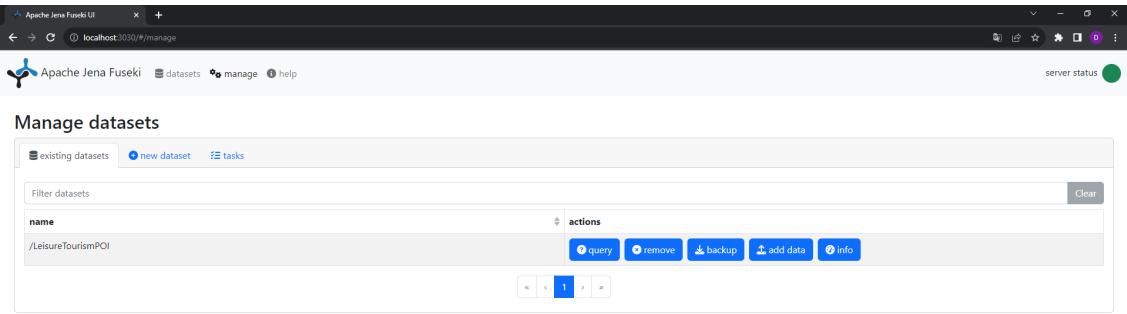 Apache Jena Fuseki UI
localhost:3030/#/manage
D
Apache Jena Fuseki datasets manage help server status
Manage datasets
existing datasets new dataset tasks
Filter datasets Clear
name actions
/LeisureTourismPOI query remove backup add data info
« ‹ 1 › »